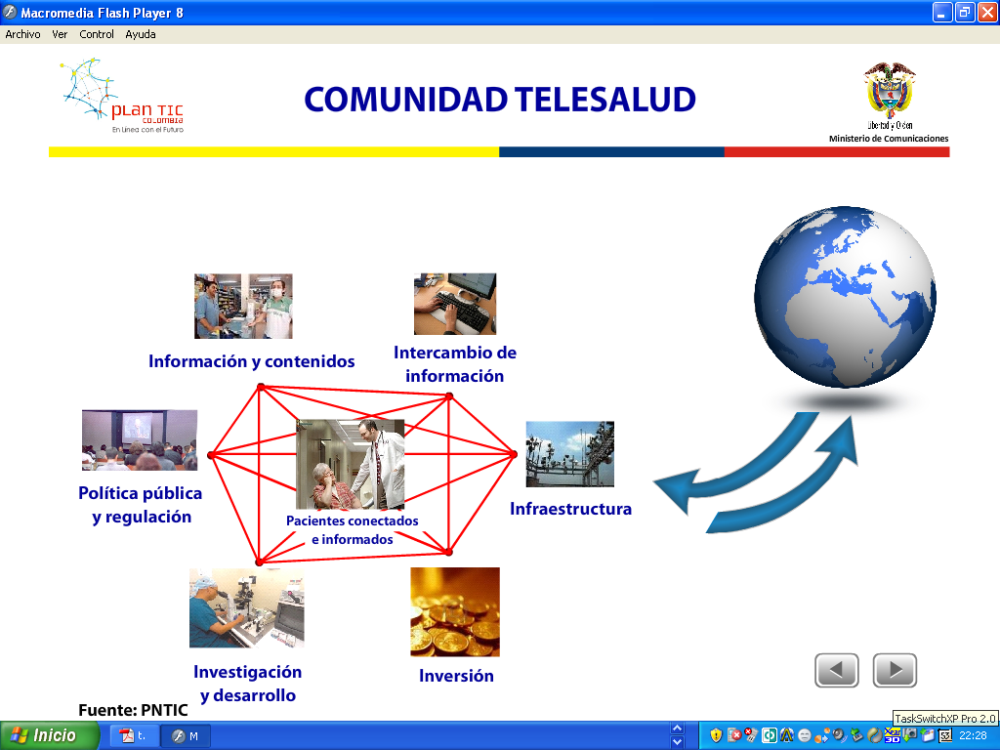 Macromedia Flash Player 8
Archivo Ver Control Ayuda
PLAN TIC
COLOMBIA
En Línea con el Futuro
COMUNIDAD TELESALUD
Libertad y Orden
Ministerio de Comunicaciones
Información y contenidos
Intercambio de
información
Política pública
y regulación
Pacientes conectados
e informados
Infraestructura
Investigación
y desarrollo
Inversión
Fuente: PNTIC
TaskSwitchXP Pro 2.0
Inicio
t.
M
22:28